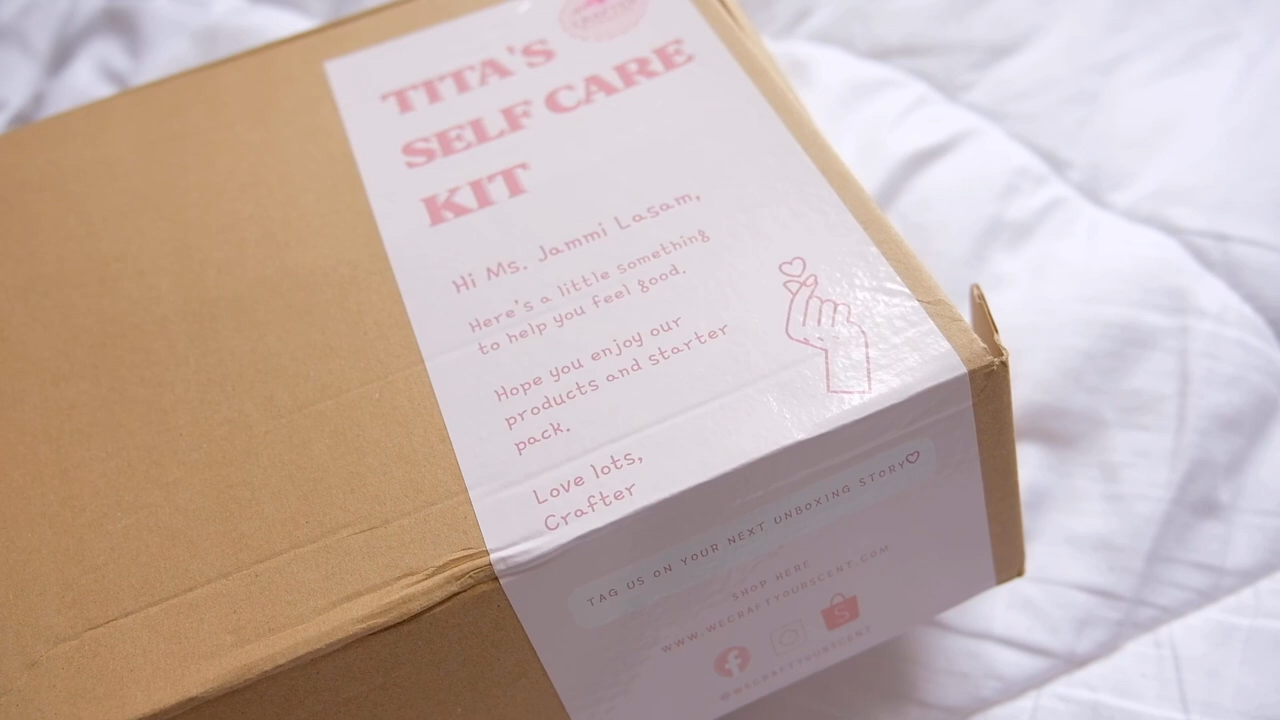 CRAFTER
TITA'S
SELF CARE
KIT
Hi Ms. Jammi Lasam,
Here's a little something
to help you feel good.
Hope you enjoy our
products and starter
pack.
Love lots,
Crafter
TAG US ON YOUR NEXT UNBOXING STORY♡
SHOP HERE
WWW.WECRAFTYOURSCENT.COM
@WECRAFTYOURSCENT